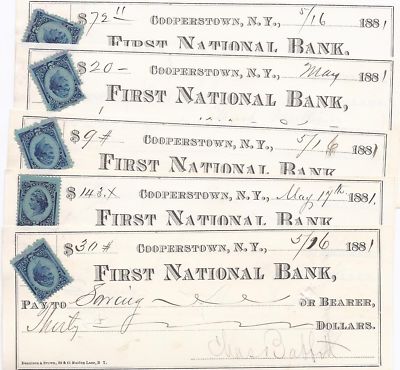 $72 11 COOPERSTOWN, N.Y., 5/16 1881
FIRST NATIONAL BANK,
$20- COOPERSTOWN, N.Y., May 1881
FIRST NATIONAL BANK,
$9 # COOPERSTOWN, N.Y., 5/16 1881
FIRST NATIONAL BANK,
$143.x COOPERSTOWN, N.Y., May 17th 1881.
FIRST NATIONAL BANK,
$30 # COOPERSTOWN, N.Y., 5/16 1881
FIRST NATIONAL BANK,
PAY TO OR BEARER,
Thirty DOLLARS.